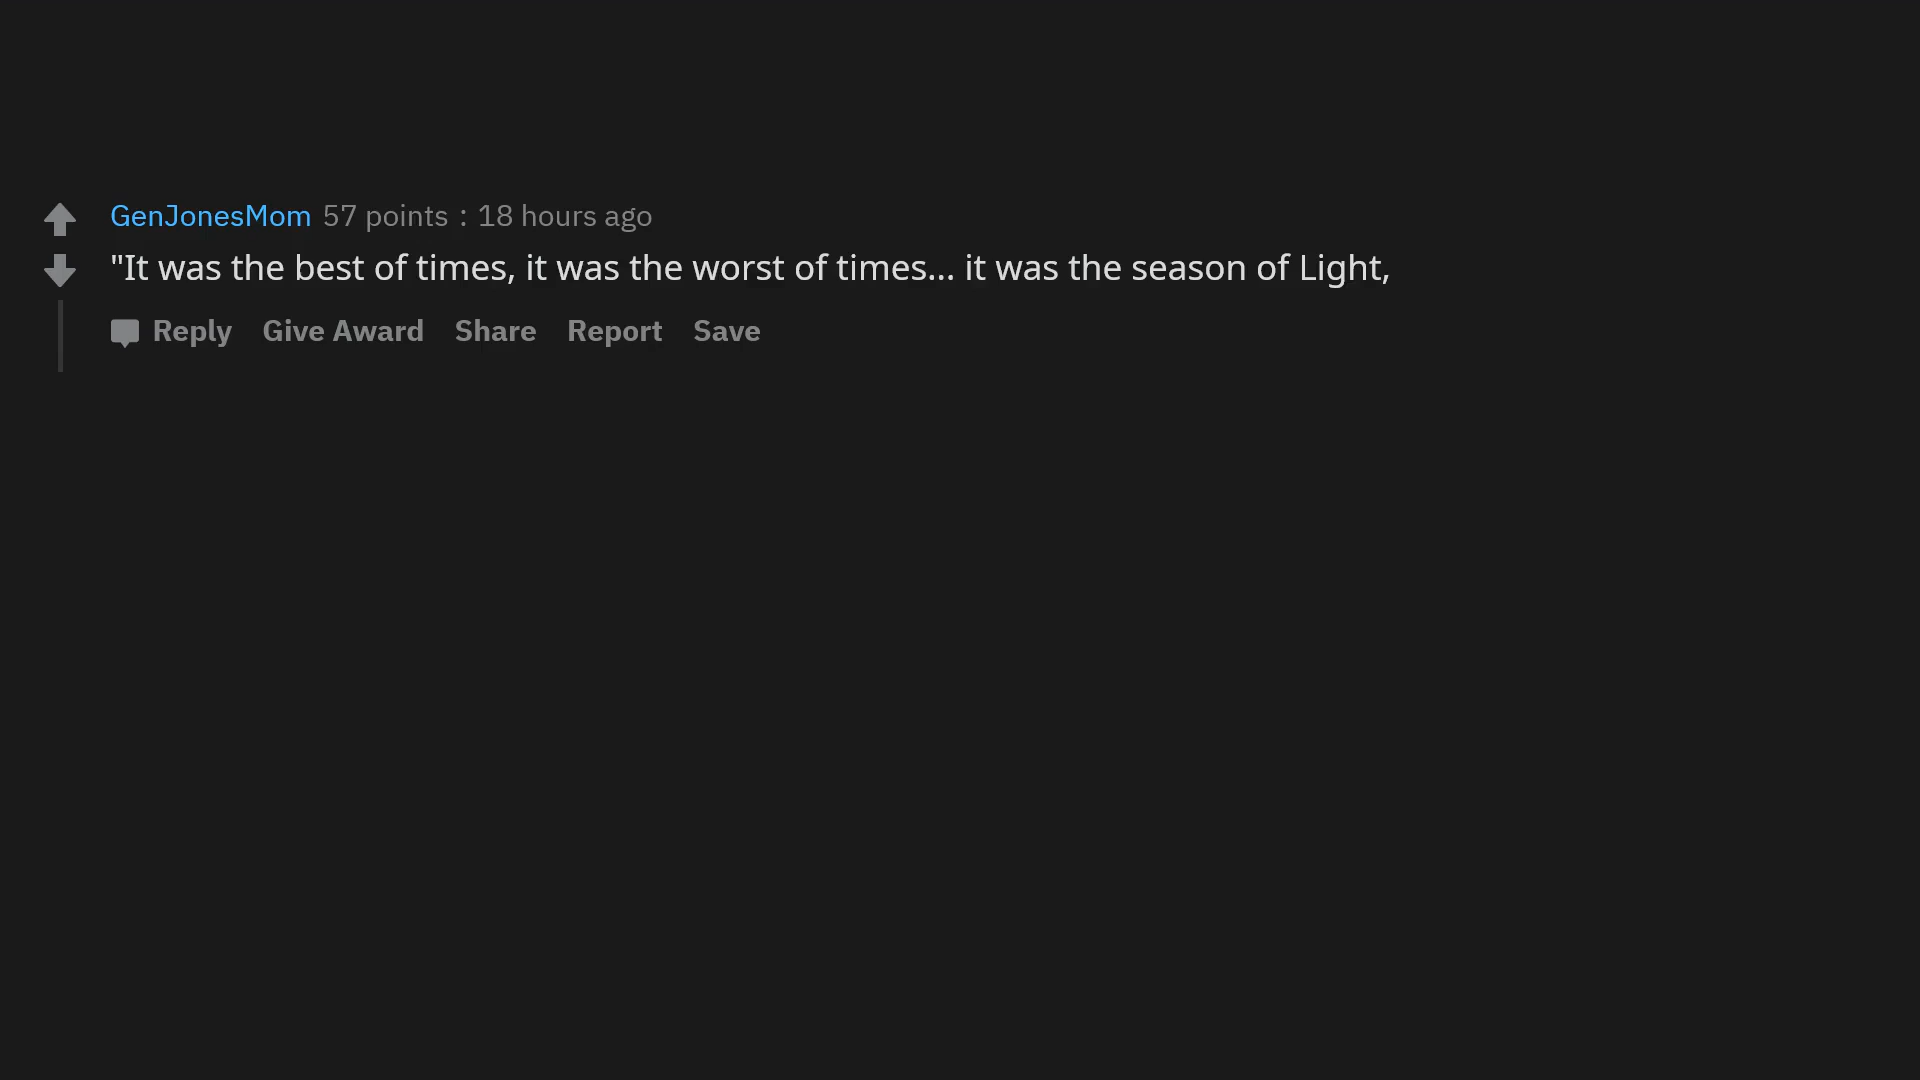 GenJonesMom 57 points : 18 hours ago
"It was the best of times, it was the worst of times... it was the season of Light,
Reply Give Award Share Report Save